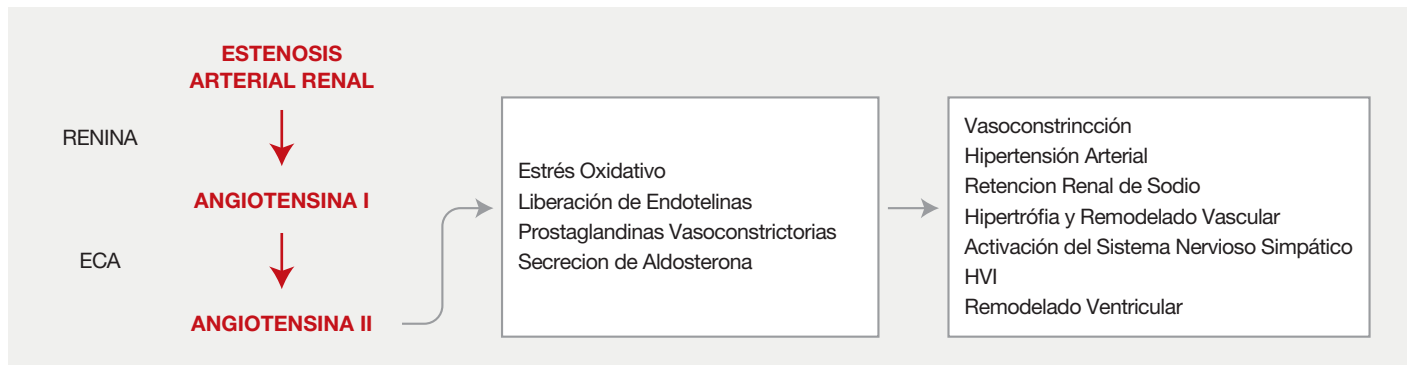 ESTENOSIS
ARTERIAL RENAL
RENINA
ANGIOTENSINA I
ECA
ANGIOTENSINA II
Estrés Oxidativo
Liberación de Endotelinas
Prostaglandinas Vasoconstrictorias
Secrecion de Aldosterona
Vasoconstrincción
Hipertensión Arterial
Retencion Renal de Sodio
Hipertrófia y Remodelado Vascular
Activación del Sistema Nervioso Simpático
HVI
Remodelado Ventricular